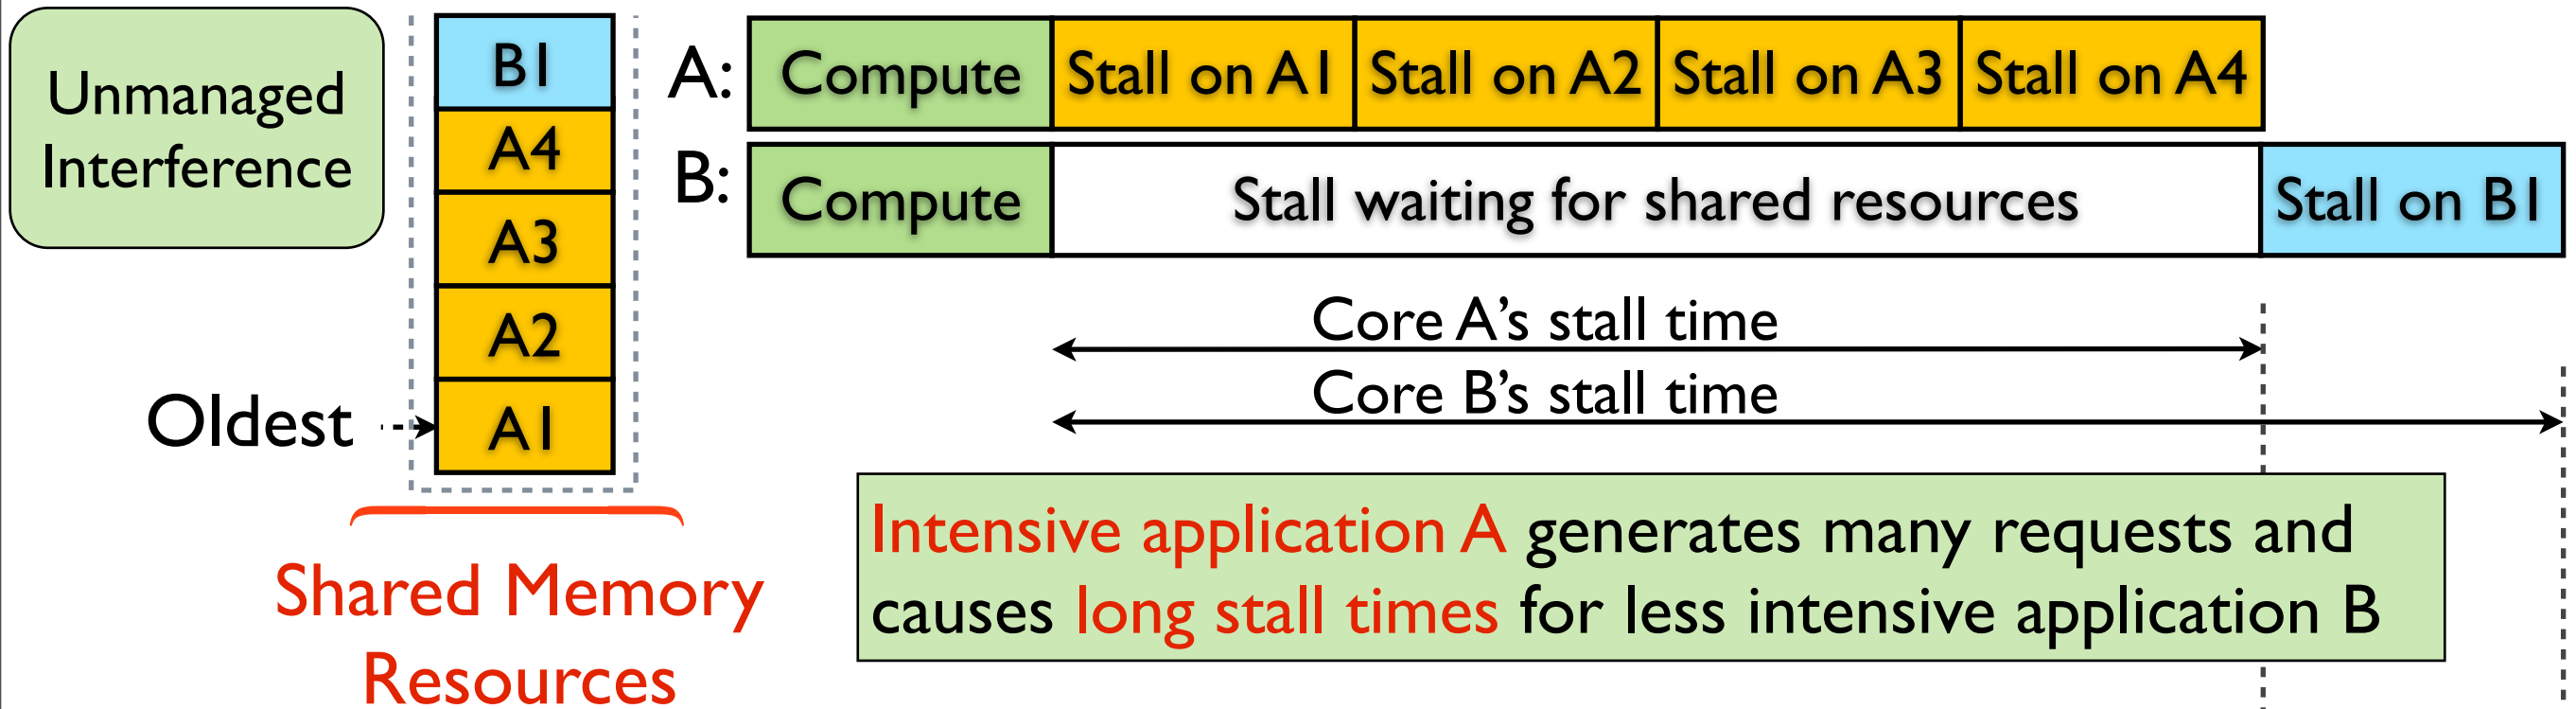 Unmanaged
Interference
B1
A4
A3
A2
A1
Oldest
Shared Memory
Resources
A: Compute Stall on A1 Stall on A2 Stall on A3 Stall on A4
B: Compute Stall waiting for shared resources Stall on B1
Core A’s stall time
Core B’s stall time
Intensive application A generates many requests and
causes long stall times for less intensive application B